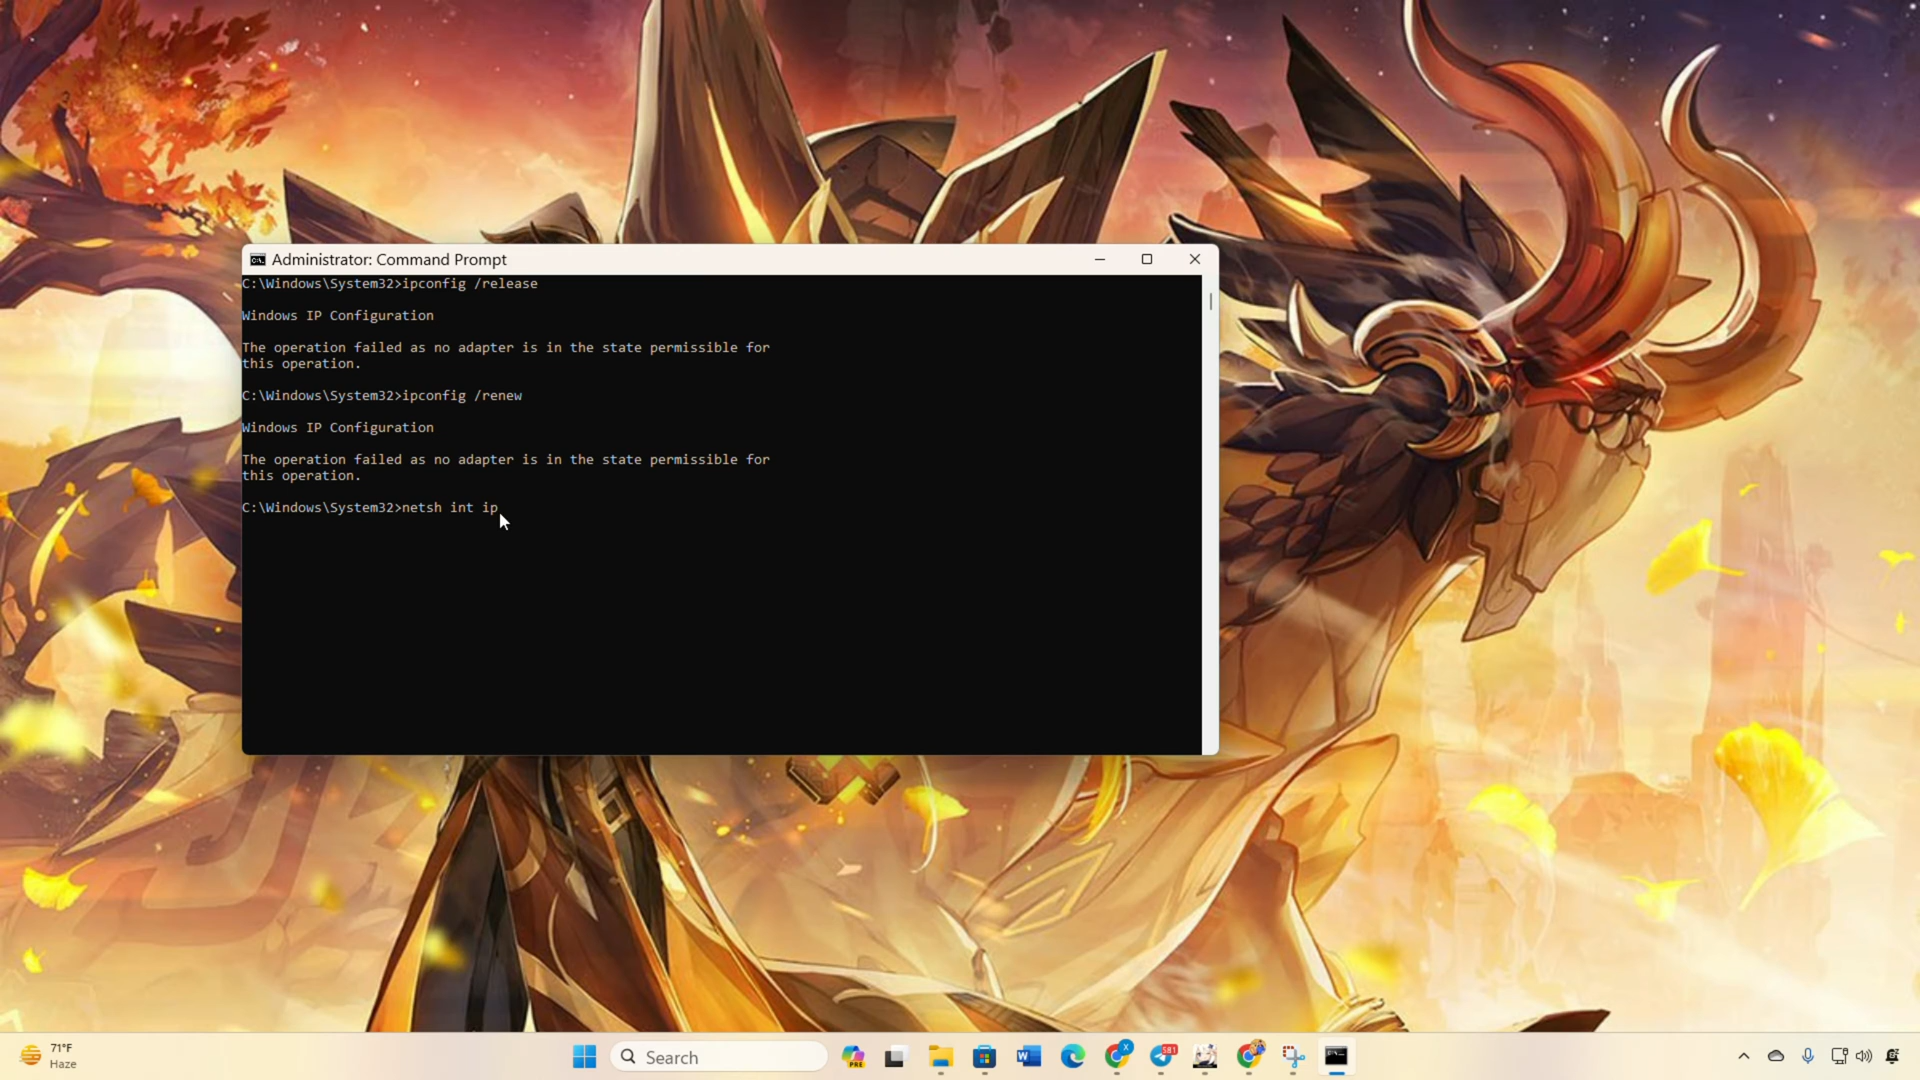 Administrator: Command Prompt
C:\Windows\System32>ipconfig /release
Windows IP Configuration
The operation failed as no adapter is in the state permissible for
this operation.
C:\Windows\System32>ipconfig /renew
Windows IP Configuration
The operation failed as no adapter is in the state permissible for
this operation.
C:\Windows\System32>netsh int ip
71°F
Haze
Search
PRE
X
581